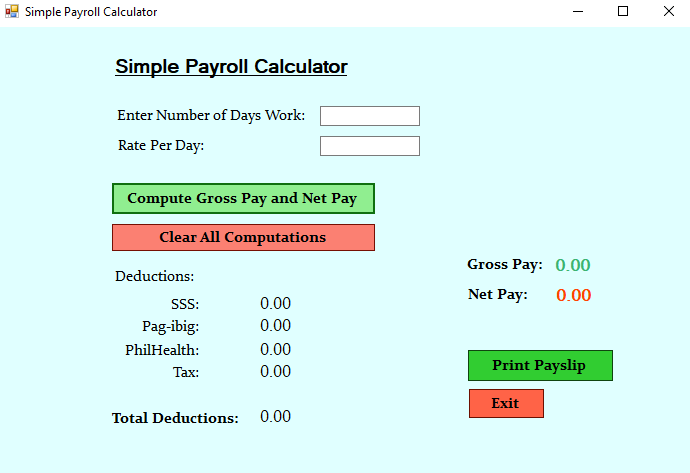 Simple Payroll Calculator
Simple Payroll Calculator
Enter Number of Days Work:
Rate Per Day:
Compute Gross Pay and Net Pay
Clear All Computations
Deductions:
SSS: 0.00
Pag-ibig: 0.00
PhilHealth: 0.00
Tax: 0.00
Total Deductions: 0.00
Gross Pay: 0.00
Net Pay: 0.00
Print Payslip
Exit